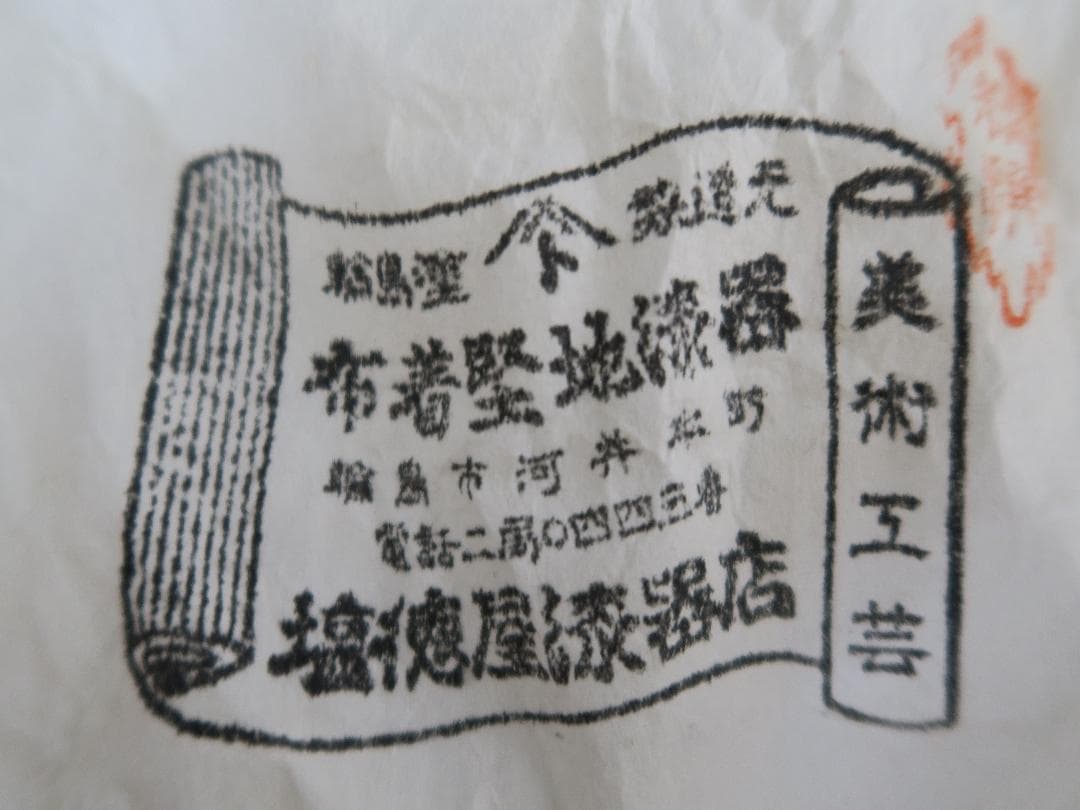 美術工芸
輪島塗 製造元
布着堅地漆器
輪島市河井本町
電話二局〇四四三番
塩徳屋漆器店